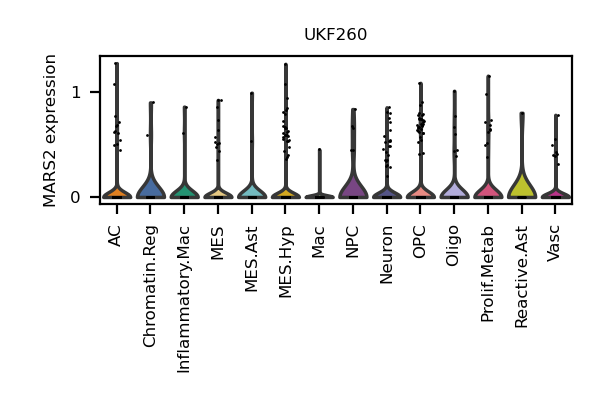 UKF260
MARS2 expression
1
0
AC
Chromatin.Reg
Inflammatory.Mac
MES
MES.Ast
MES.Hyp
Mac
NPC
Neuron
OPC
Oligo
Prolif.Metab
Reactive.Ast
Vasc